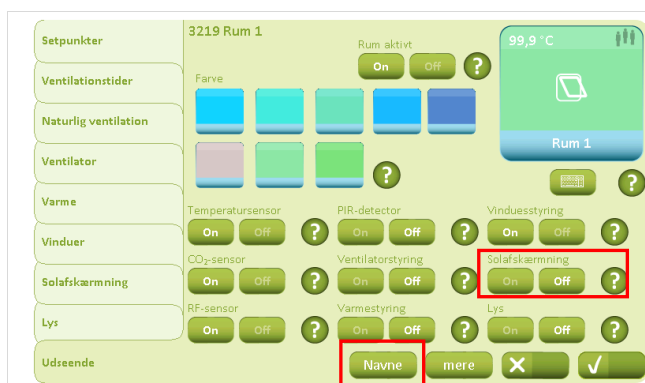 Setpunkter
Ventilationstider
Naturlig ventilation
Ventilator
Varme
Vinduer
Solafskærmning
Lys
Udseende
3219 Rum 1
Rum aktivt
On Off ?
Farve
?
99,9 °C
Rum 1
?
Temperatursensor PIR-detector Vinduesstyring
On Off ? On Off ? On Off ?
CO₂-sensor Ventilatorstyring Solafskærmning
On Off ? On Off ? On Off ?
RF-sensor Varmestyring Lys
On Off ? On Off ? On Off ?
Navne mere